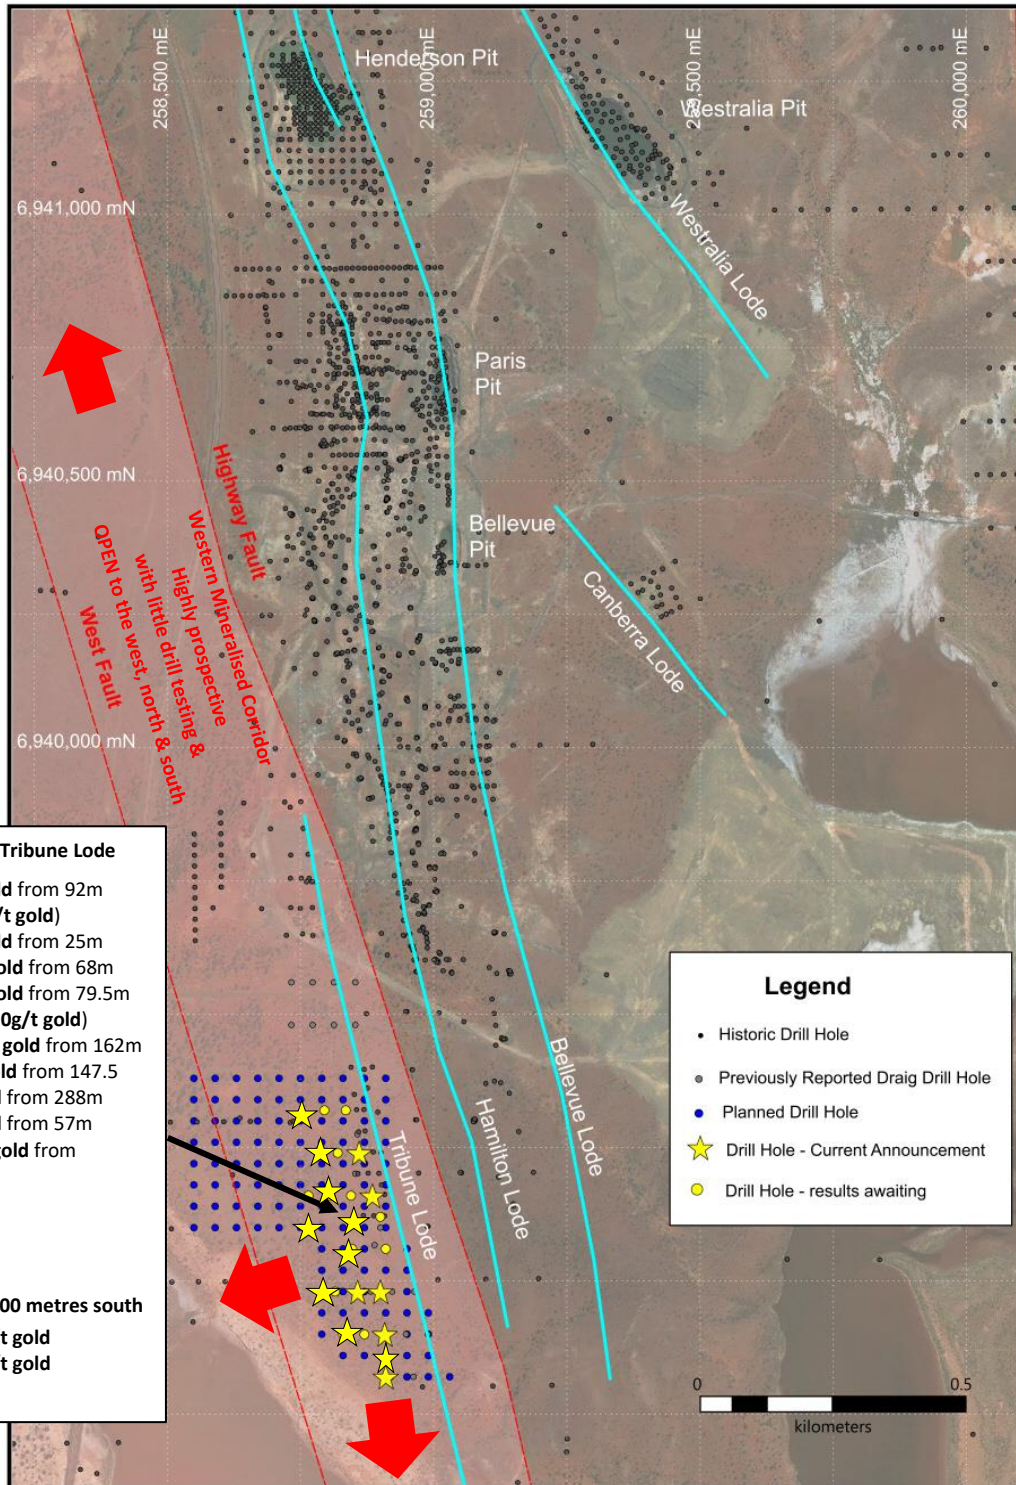 258,500 mE
259,000 mE
259,500 mE
260,000 mE
Henderson Pit
Westralia Pit
6,941,000 mN
Westralia Lode
Paris
Pit
6,940,500 mN
Highway Fault
Western Mineralised Corridor
Highly prospective
with little drill testing &
OPEN to the west, north & south
West Fault
Bellevue
Pit
Canberra Lode
6,940,000 mN
Tribune Lode
ld from 92m
/t gold)
ld from 25m
old from 68m
old from 79.5m
0g/t gold)
gold from 162m
ld from 147.5
l from 288m
l from 57m
gold from
00 metres south
/t gold
/t gold
Tribune Lode
Hamilton Lode
Bellevue Lode
Legend
Historic Drill Hole
Previously Reported Draig Drill Hole
Planned Drill Hole
Drill Hole - Current Announcement
Drill Hole - results awaiting
0
0.5
kilometers